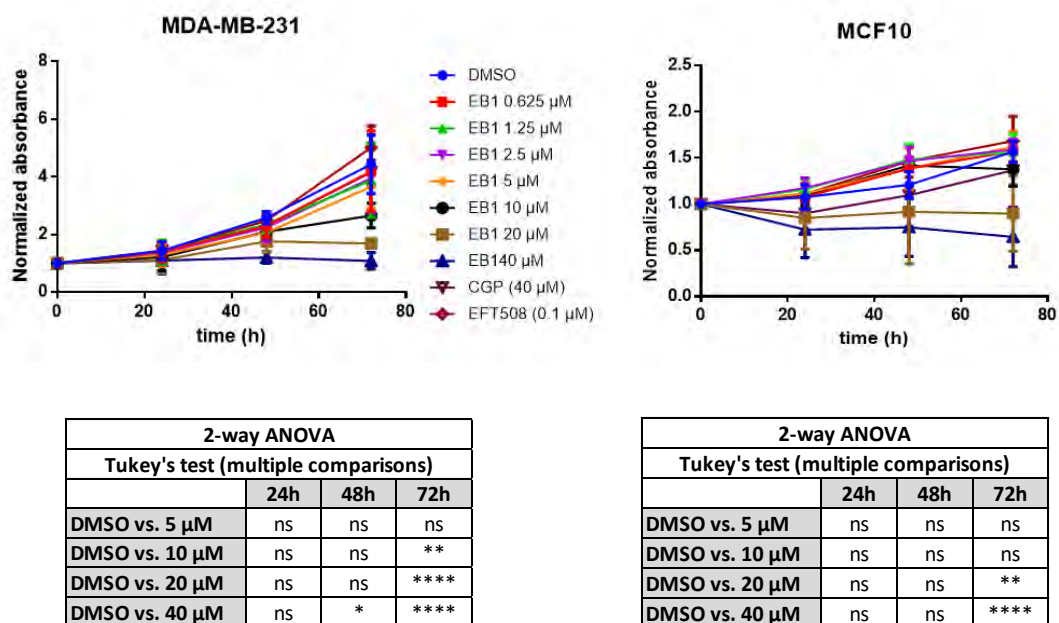 MDA-MB-231
Normalized absorbance
8
6
4
2
0
0 20 40 60 80
time (h)
DMSO
EB1 0.625 µM
EB1 1.25 µM
EB1 2.5 µM
EB1 5 µM
EB1 10 µM
EB1 20 µM
EB140 µM
CGP (40 µM)
EFT508 (0.1 µM)
MCF10
Normalized absorbance
2.5
2.0
1.5
1.0
0.5
0.0
0 20 40 60 80
time (h)
2-way ANOVA
Tukey's test (multiple comparisons)
24h 48h 72h
DMSO vs. 5 µM ns ns ns
DMSO vs. 10 µM ns ns **
DMSO vs. 20 µM ns ns ****
DMSO vs. 40 µM ns * ****
2-way ANOVA
Tukey's test (multiple comparisons)
24h 48h 72h
DMSO vs. 5 µM ns ns ns
DMSO vs. 10 µM ns ns ns
DMSO vs. 20 µM ns ns **
DMSO vs. 40 µM ns ns ****